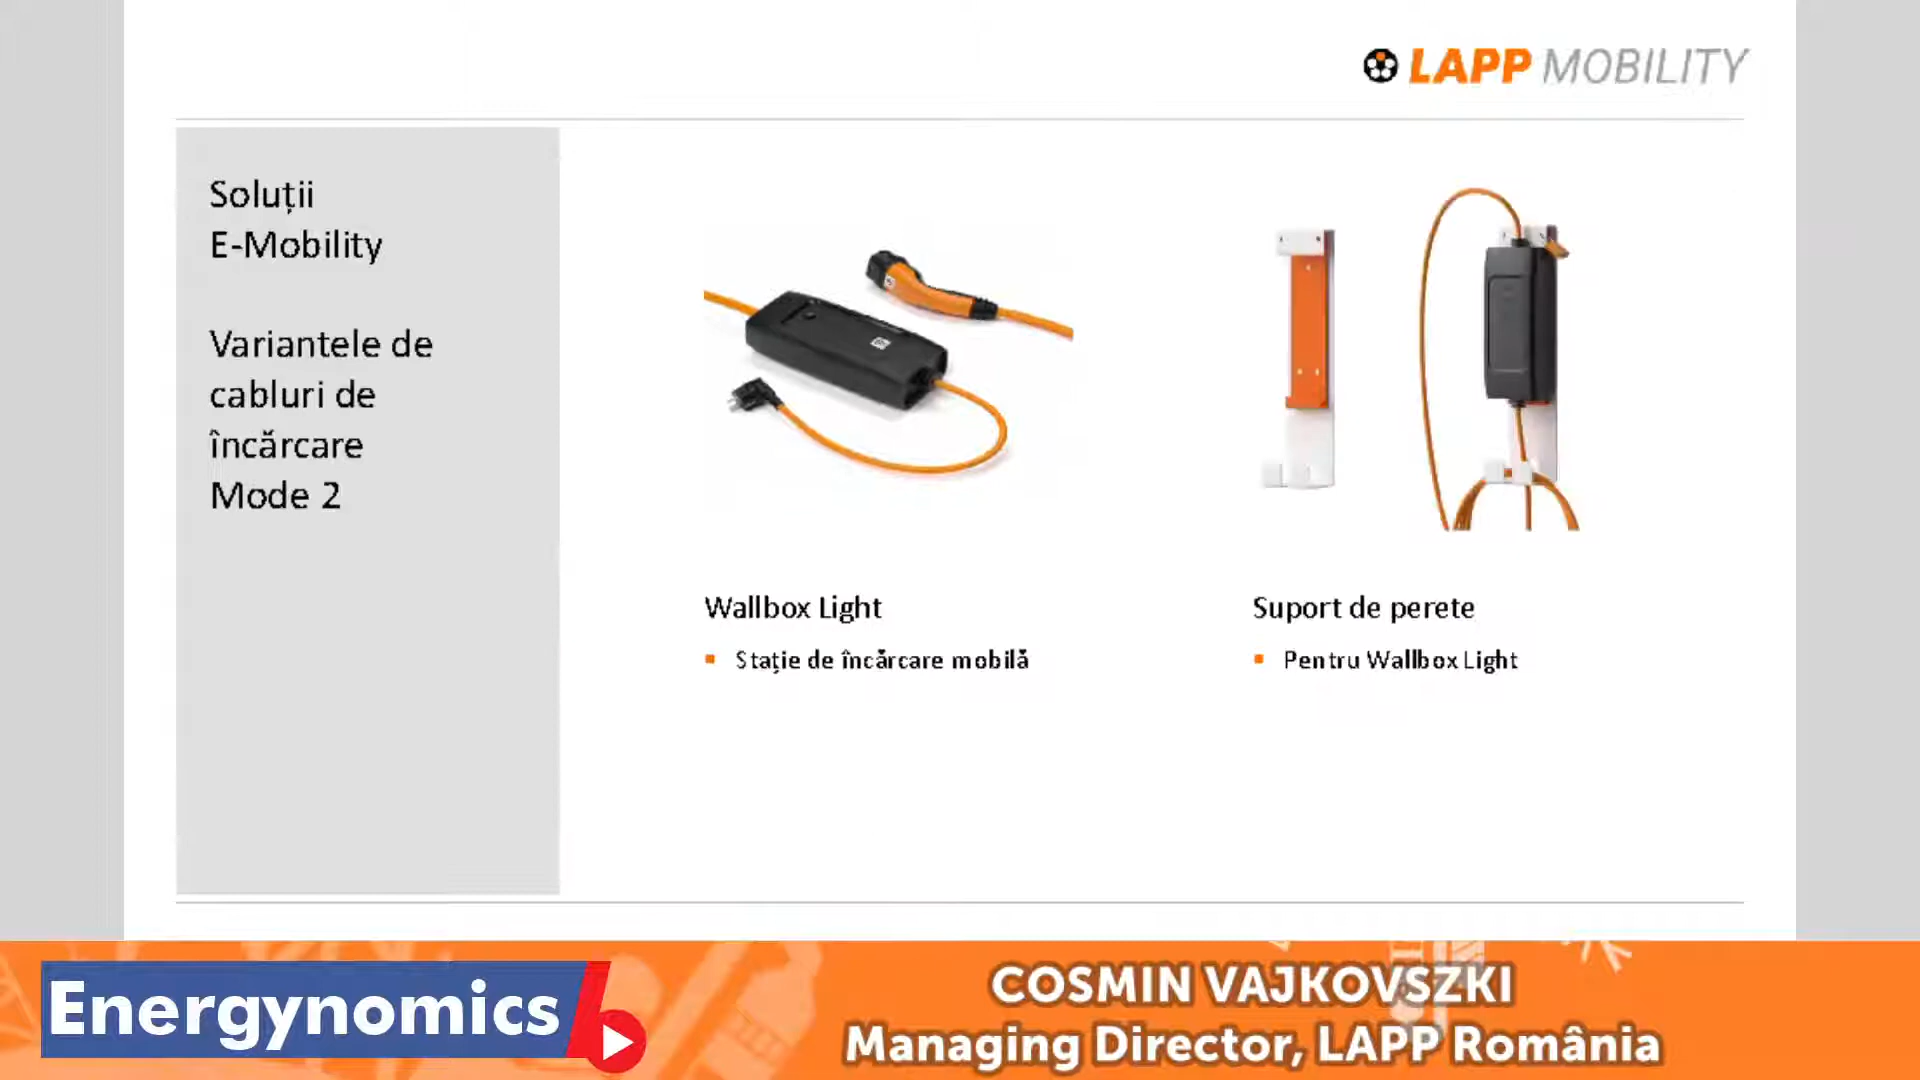 LAPP MOBILITY
Soluții
E-Mobility
Variantele de
cabluri de
încărcare
Mode 2
Wallbox Light
Stație de încărcare mobilă
Suport de perete
Pentru Wallbox Light
Energynomics
COSMIN VAJKOVSZKI
Managing Director, LAPP România